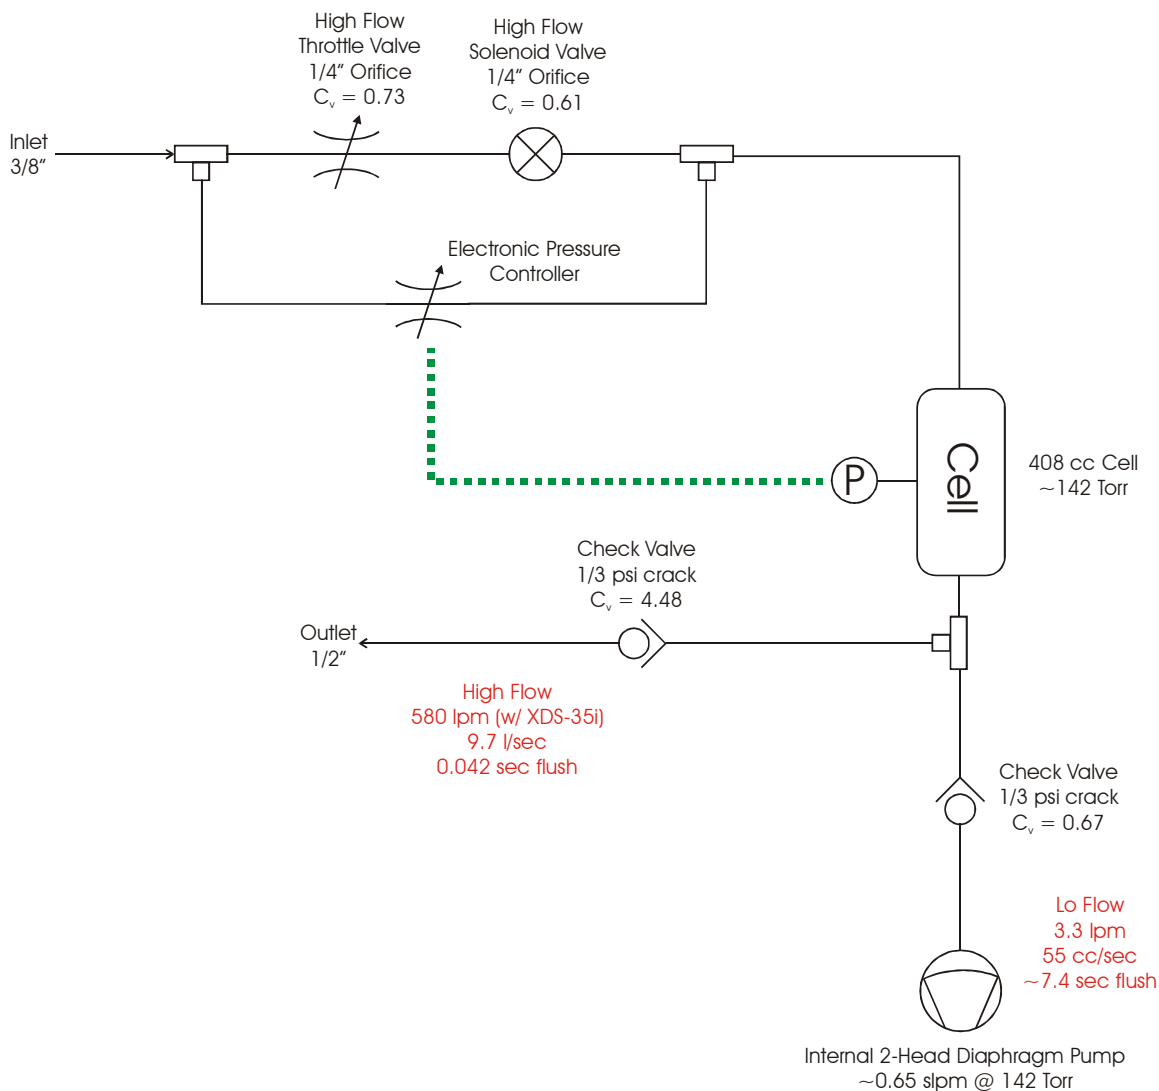 High Flow
Throttle Valve
1/4" Orifice
Cv = 0.73
High Flow
Solenoid Valve
1/4" Orifice
Cv = 0.61
Inlet
3/8"
Electronic Pressure
Controller
P
Cell
408 cc Cell
~142 Torr
Check Valve
1/3 psi crack
Cv = 4.48
Outlet
1/2"
High Flow
580 lpm (w/ XDS-35i)
9.7 l/sec
0.042 sec flush
Check Valve
1/3 psi crack
Cv = 0.67
Lo Flow
3.3 lpm
55 cc/sec
~7.4 sec flush
Internal 2-Head Diaphragm Pump
~0.65 slpm @ 142 Torr